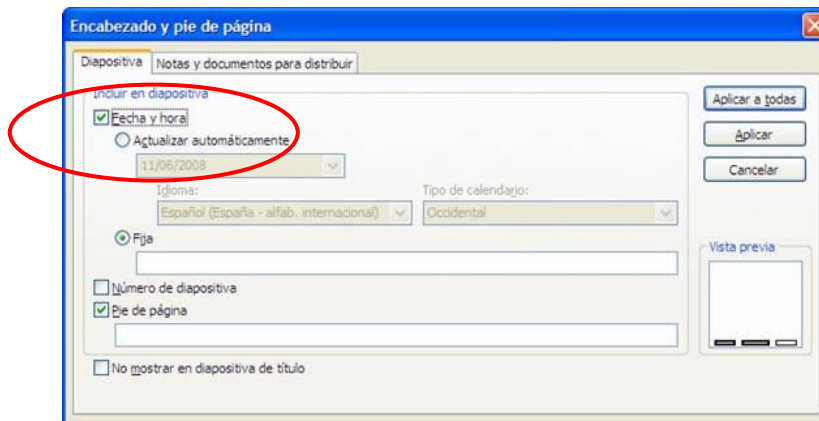 Encabezado y pie de página
Diapositiva Notas y documentos para distribuir
Incluir en diapositiva
Fecha y hora
Actualizar automáticamente
11/06/2008
Idioma: Tipo de calendario:
Español (España - alfab. internacional) Occidental
Fija
Número de diapositiva
Pie de página
No mostrar en diapositiva de título
Aplicar a todas
Aplicar
Cancelar
Vista previa